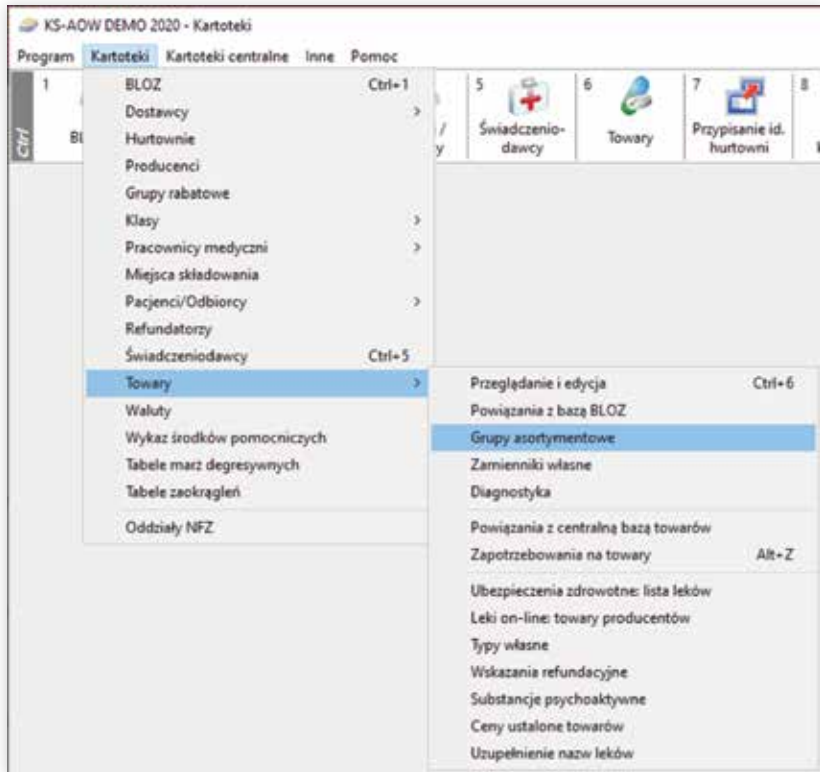 KS-AOW DEMO 2020 - Kartoteki
Program Kartoteki Kartoteki centralne Inne Pomoc
Ctrl
1
5 Świadczenio-
dawcy
6 Towary
7 Przypisanie id.
hurtowni
8
BLOZ Ctrl+1
Dostawcy >
Hurtownie
Producenci
Grupy rabatowe
Klasy >
Pracownicy medyczni >
Miejsca składowania
Pacjenci/Odbiorcy >
Refundatorzy
Świadczeniodawcy Ctrl+5
Towary >
Waluty
Wykaz środków pomocniczych
Tabele marż degresywnych
Tabele zaokrągleń
Oddziały NFZ
Przeglądanie i edycja Ctrl+6
Powiązania z bazą BLOZ
Grupy asortymentowe
Zamienniki własne
Diagnostyka
Powiązania z centralną bazą towarów
Zapotrzebowania na towary Alt+Z
Ubezpieczenia zdrowotne: lista leków
Leki on-line: towary producentów
Typy własne
Wskazania refundacyjne
Substancje psychoaktywne
Ceny ustalone towarów
Uzupełnienie nazw leków